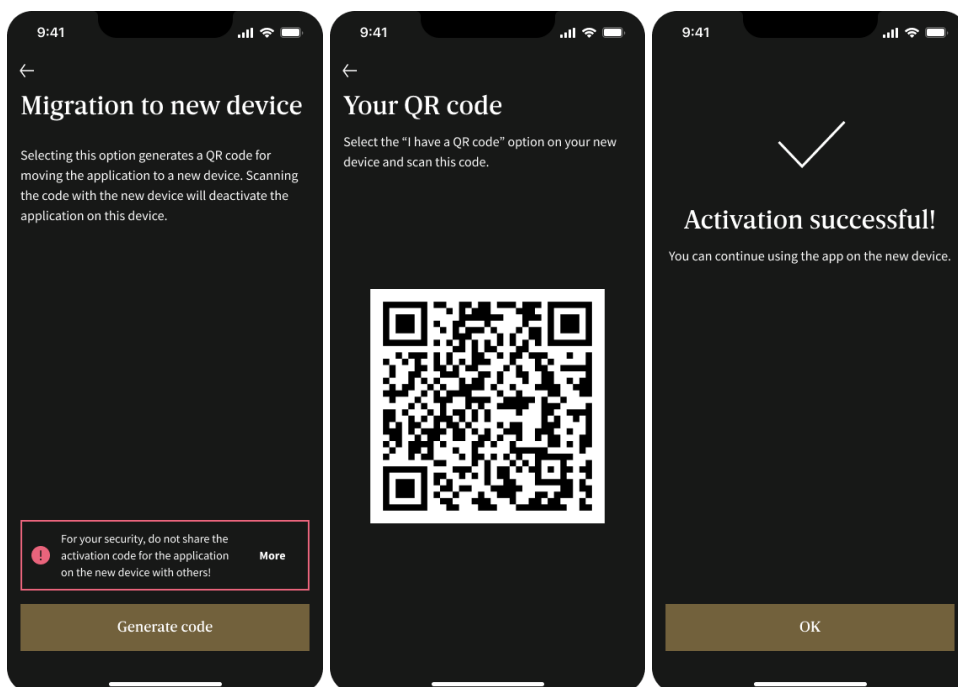 9:41
Migration to new device
Selecting this option generates a QR code for
moving the application to a new device. Scanning
the code with the new device will deactivate the
application on this device.
For your security, do not share the
activation code for the application
on the new device with others!
More
Generate code
9:41
Your QR code
Select the “I have a QR code” option on your new
device and scan this code.
9:41
Activation successful!
You can continue using the app on the new device.
OK